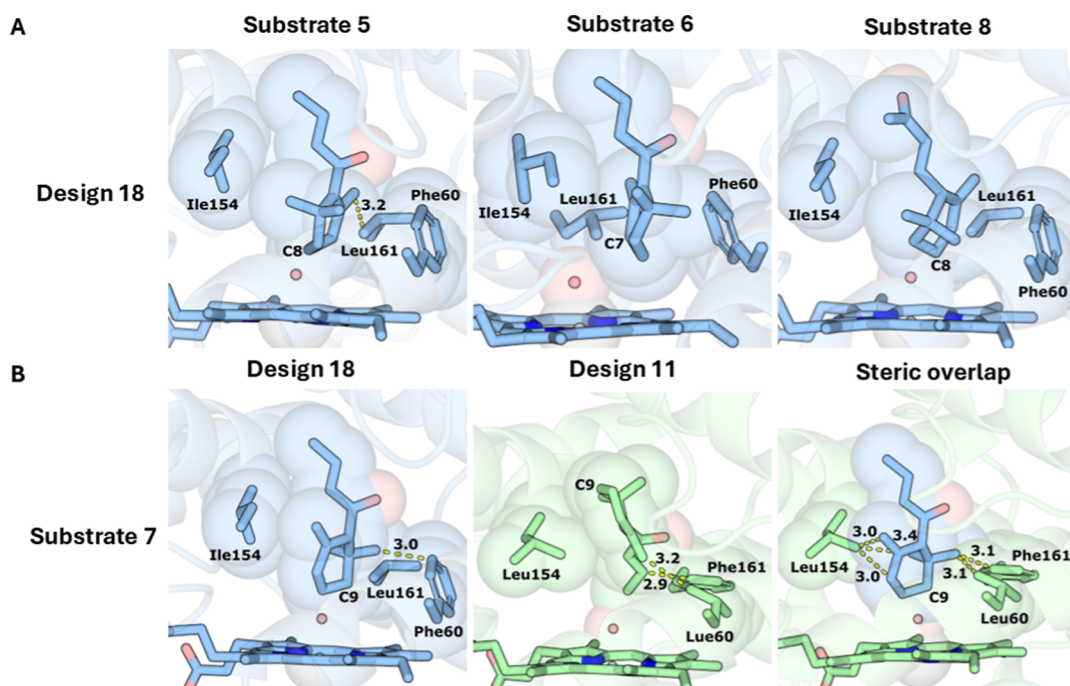 A
Substrate 5
Substrate 6
Substrate 8
Design 18
Ile154
3.2
Phe60
C8
Leu161
Ile154
Leu161
Phe60
C7
Ile154
Leu161
C8
Phe60
B
Design 18
Design 11
Steric overlap
Substrate 7
Ile154
3.0
Leu161
C9
Phe60
C9
Leu154
3.2
2.9
Phe161
Lue60
3.0
3.4
Leu154
3.0
3.1
3.1
Phe161
C9
Leu60